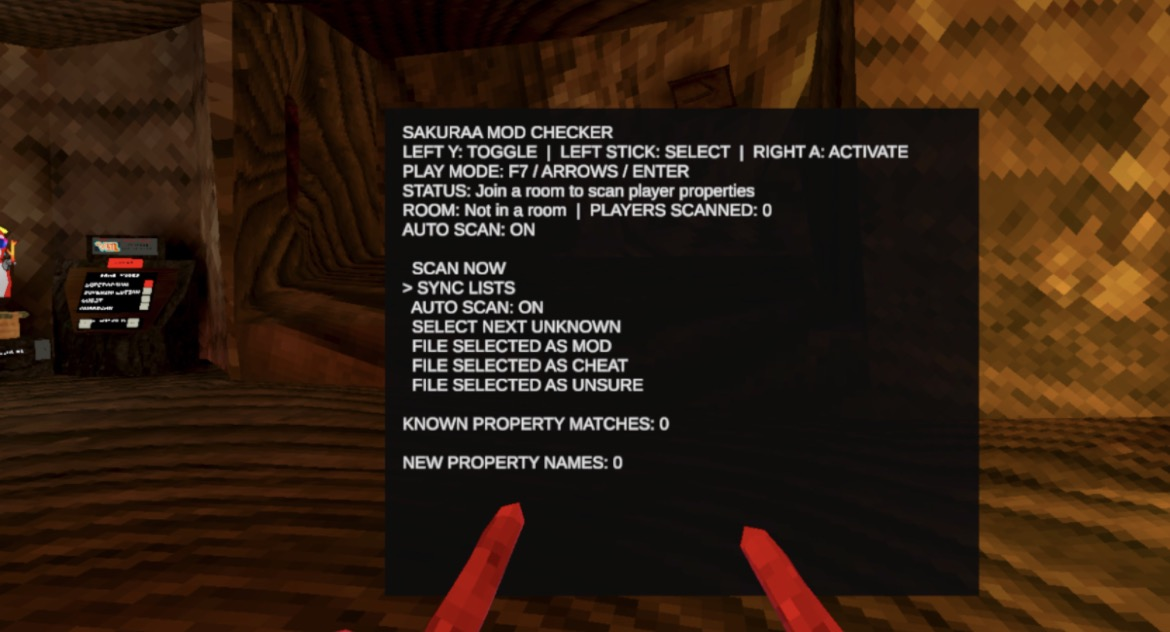 SAKURAA MOD CHECKER
LEFT Y: TOGGLE | LEFT STICK: SELECT | RIGHT A: ACTIVATE
PLAY MODE: F7 / ARROWS / ENTER
STATUS: Join a room to scan player properties
ROOM: Not in a room | PLAYERS SCANNED: 0
AUTO SCAN: ON
SCAN NOW
> SYNC LISTS
AUTO SCAN: ON
SELECT NEXT UNKNOWN
FILE SELECTED AS MOD
FILE SELECTED AS CHEAT
FILE SELECTED AS UNSURE
KNOWN PROPERTY MATCHES: 0
NEW PROPERTY NAMES: 0